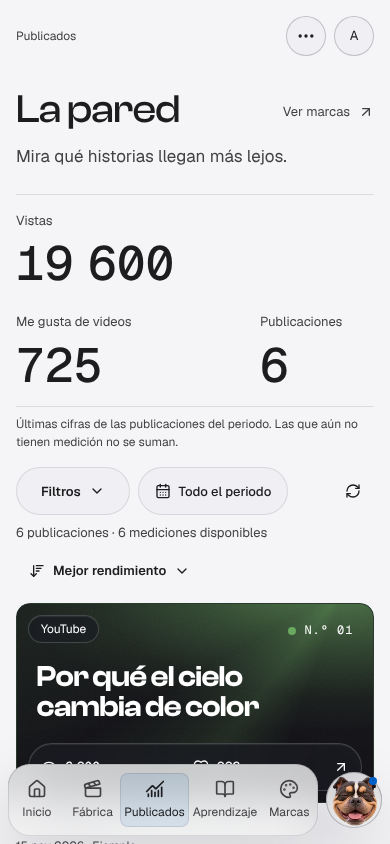 Publicados
A
La pared
Ver marcas
Mira qué historias llegan más lejos.
Vistas
19 600
Me gusta de videos
Publicaciones
725
6
Últimas cifras de las publicaciones del periodo. Las que aún no
tienen medición no se suman.
Filtros
Todo el periodo
6 publicaciones · 6 mediciones disponibles
Mejor rendimiento
YouTube
N.º 01
Por qué el cielo
cambia de color
Inicio
Fábrica
Publicados
Aprendizaje
Marcas